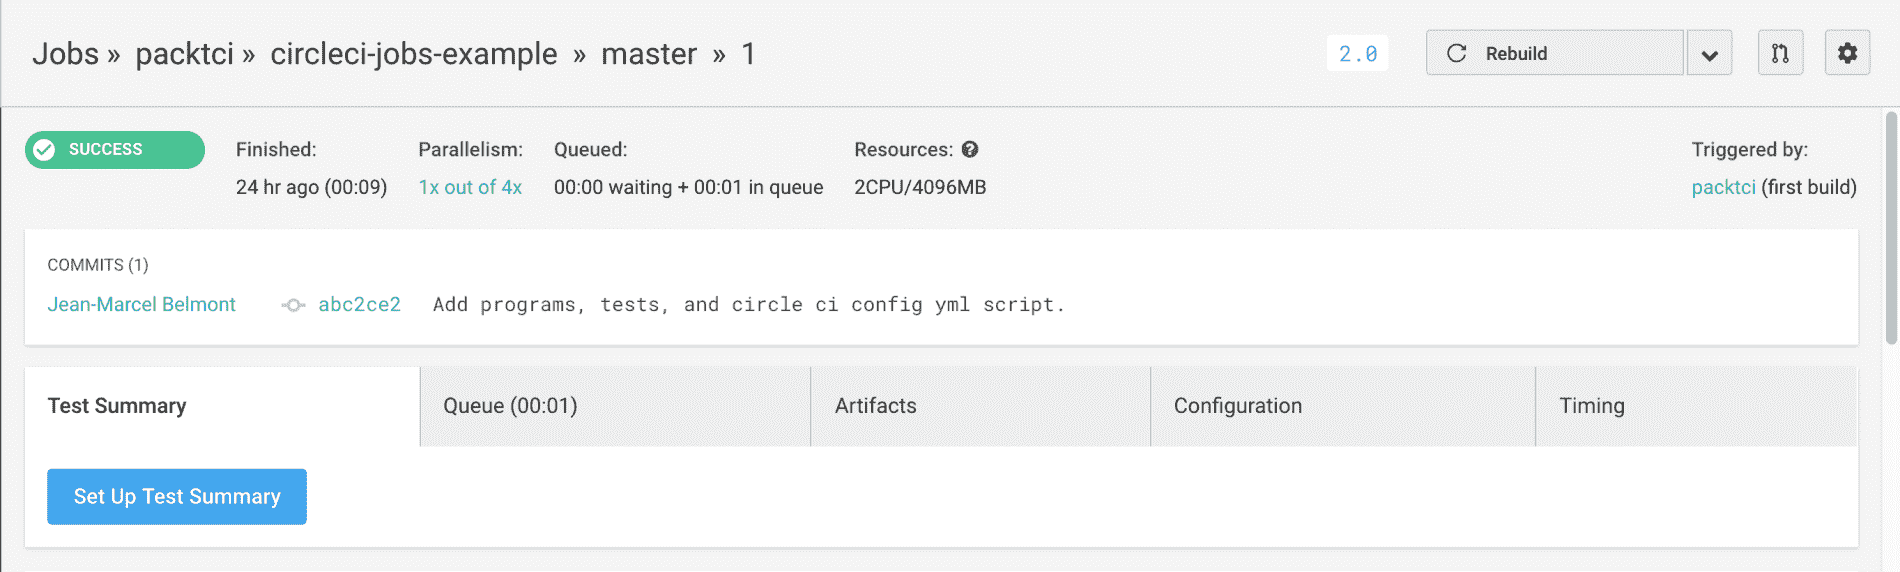 Jobs » packtci » circleci-jobs-example » master » 1
2.0
Rebuild
SUCCESS
Finished:
24 hr ago (00:09)
Parallelism:
1x out of 4x
Queued:
00:00 waiting + 00:01 in queue
Resources: ?
2CPU/4096MB
Triggered by:
packtci (first build)
COMMITS (1)
Jean-Marcel Belmont abc2ce2 Add programs, tests, and circle ci config yml script.
Test Summary
Queue (00:01)
Artifacts
Configuration
Timing
Set Up Test Summary